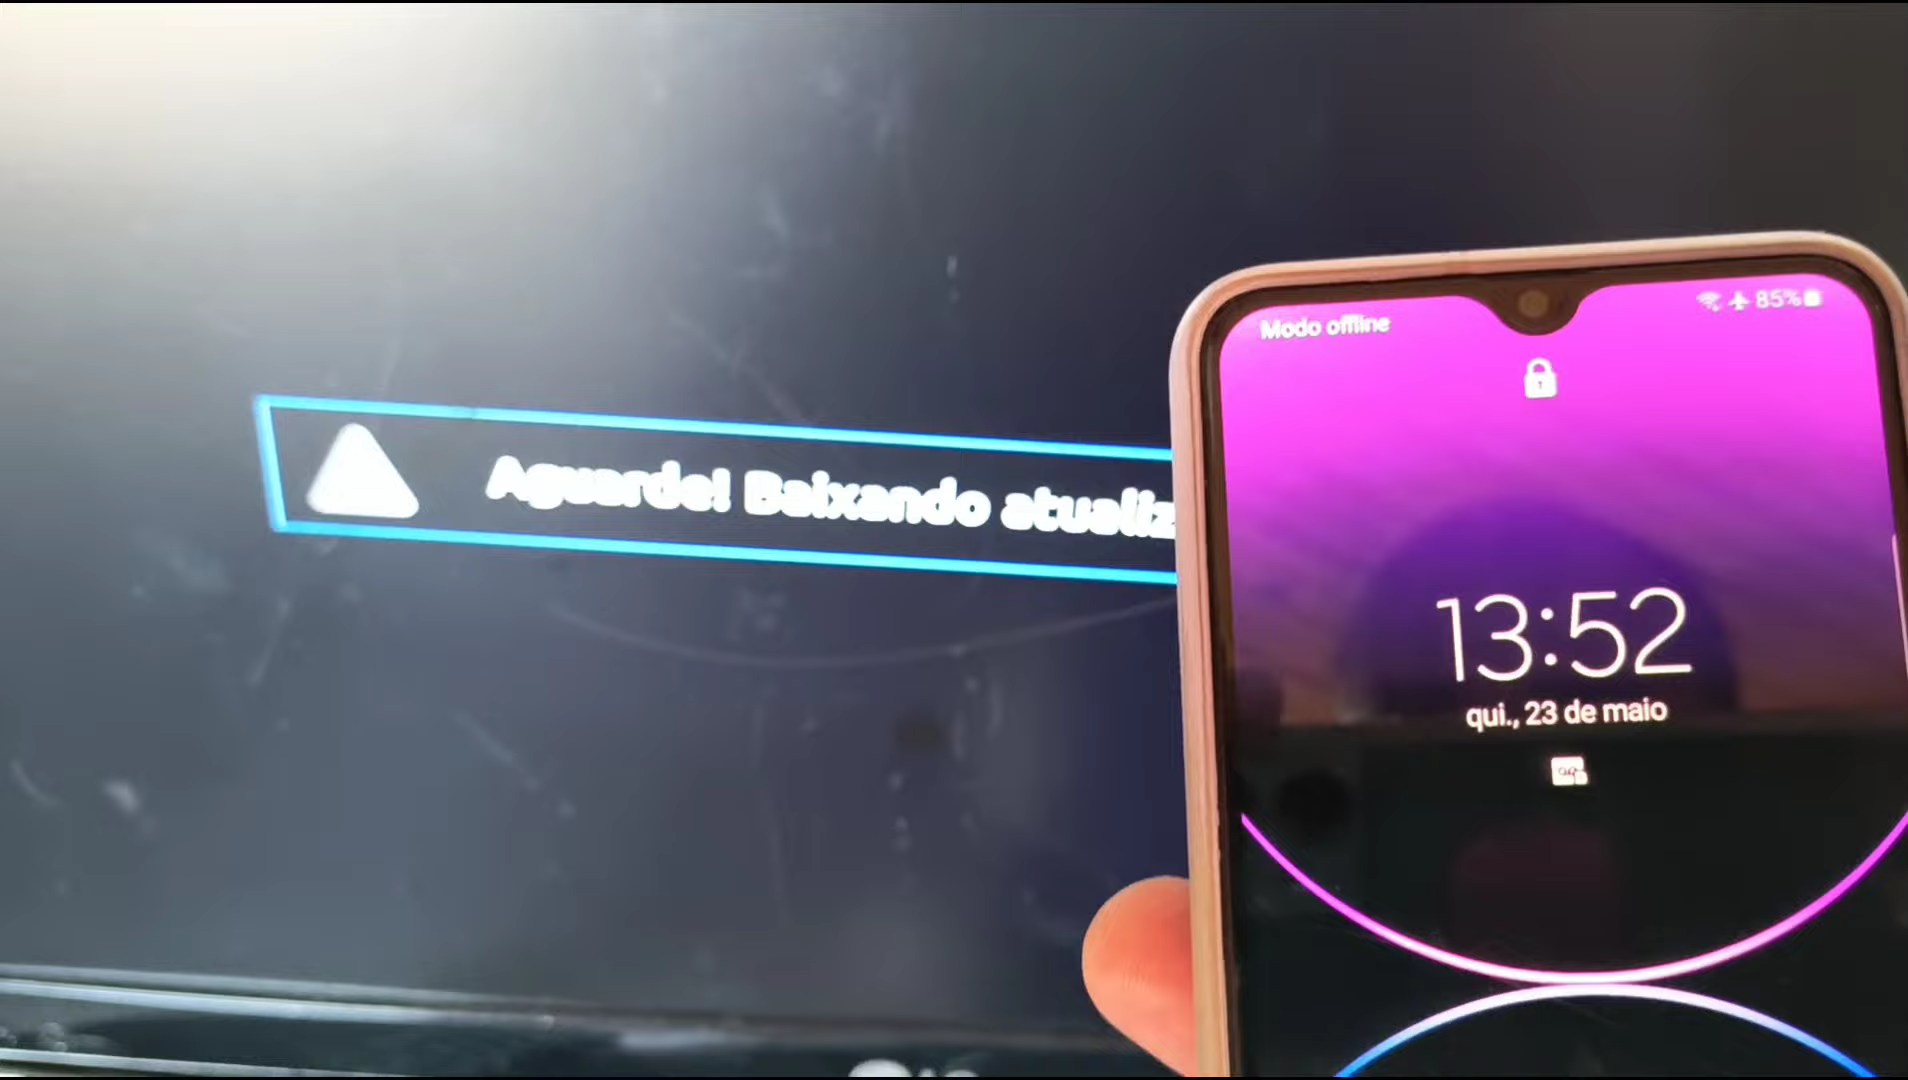 Aguarde! Baixando atualiz
Modo offline
85%
13:52
qui., 23 de maio